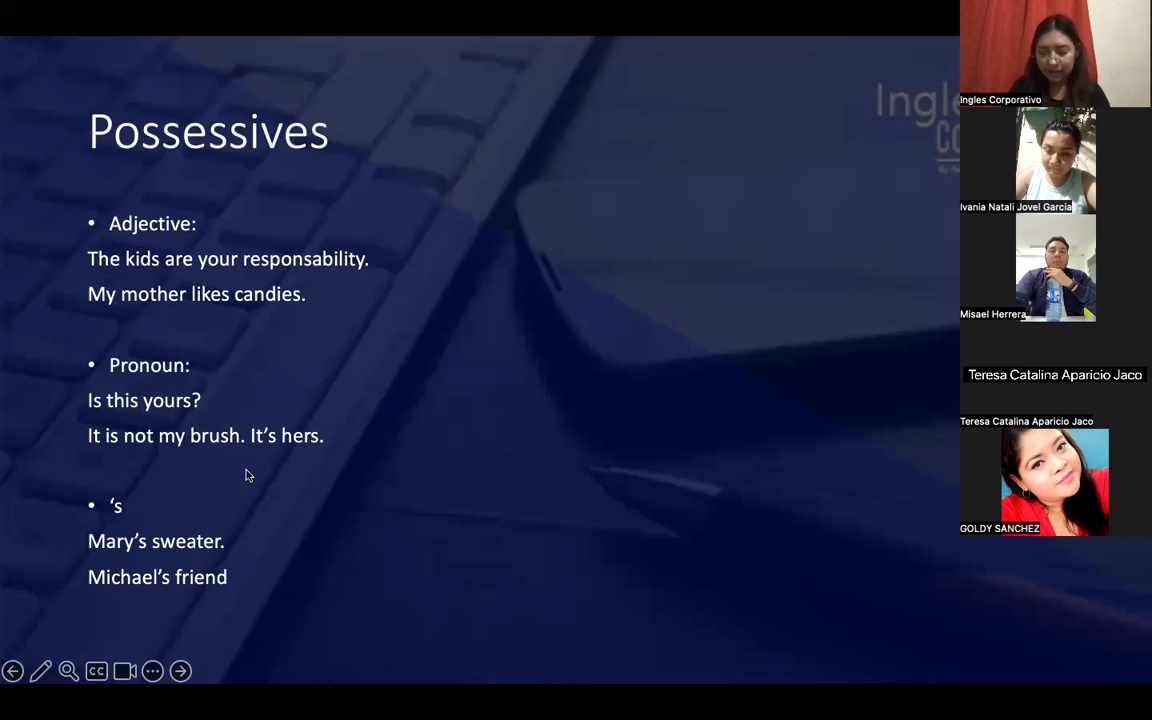 Possessives
• Adjective:
The kids are your responsability.
My mother likes candies.
• Pronoun:
Is this yours?
It is not my brush. It’s hers.
• ‘s
Mary’s sweater.
Michael’s friend
CC
Ingles Corporativo
Ivania Natali Jovel Garcia
Misael Herrera
Teresa Catalina Aparicio Jaco
Teresa Catalina Aparicio Jaco
GOLDY SANCHEZ